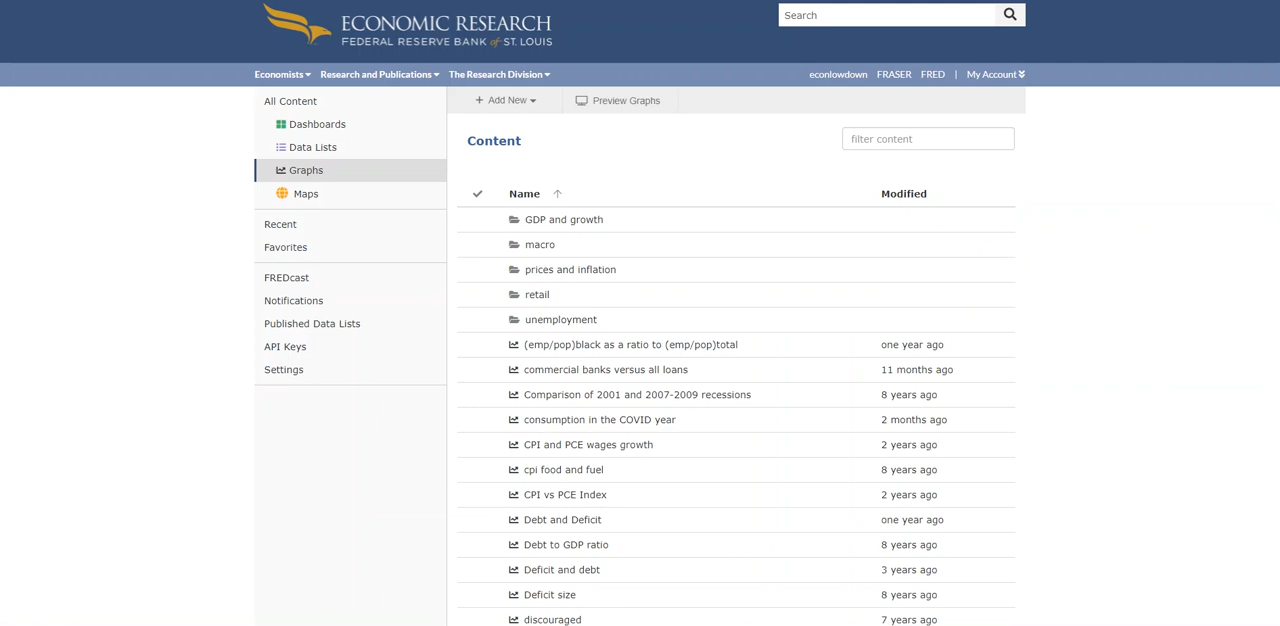 ECONOMIC RESEARCH
FEDERAL RESERVE BANK of ST. LOUIS
Search
Economists Research and Publications The Research Division econlowdown FRASER FRED | My Account
All Content
Dashboards
Data Lists
Graphs
Maps
Recent
Favorites
FREDcast
Notifications
Published Data Lists
API Keys
Settings
+ Add New Preview Graphs
Content
filter content
Name Modified
GDP and growth
macro
prices and inflation
retail
unemployment
(emp/pop)black as a ratio to (emp/pop)total one year ago
commercial banks versus all loans 11 months ago
Comparison of 2001 and 2007-2009 recessions 8 years ago
consumption in the COVID year 2 months ago
CPI and PCE wages growth 2 years ago
cpi food and fuel 8 years ago
CPI vs PCE Index 2 years ago
Debt and Deficit one year ago
Debt to GDP ratio 8 years ago
Deficit and debt 3 years ago
Deficit size 8 years ago
discouraged 7 years ago